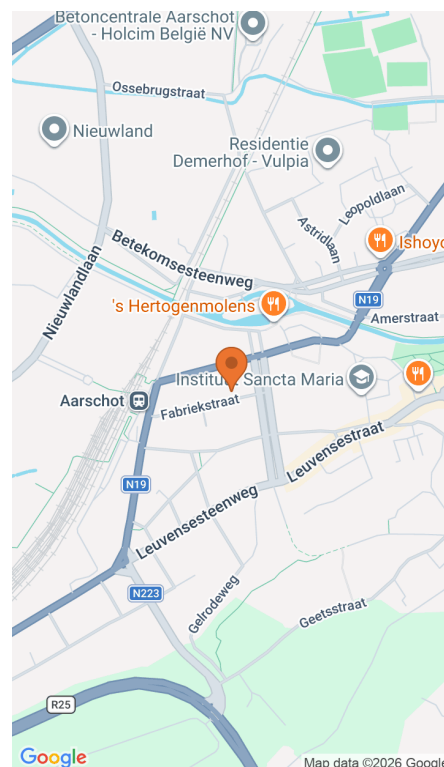 Betoncentrale Aarschot
- Holcim België NV
Ossebrugstraat
Nieuwland
Residentie
Demerhof - Vulpia
Leopoldlaan
Astridlaan
Ishoyo
Betekomsesteenweg
Nieuwlandlaan
's Hertogenmolens
N19
Amerstraat
Instituut Sancta Maria
Aarschot
Fabriekstraat
Leuvensestraat
N19
Leuvensesteenweg
N223
Gelrodeweg
Geetsstraat
R25
Google
Map data ©2026 Google